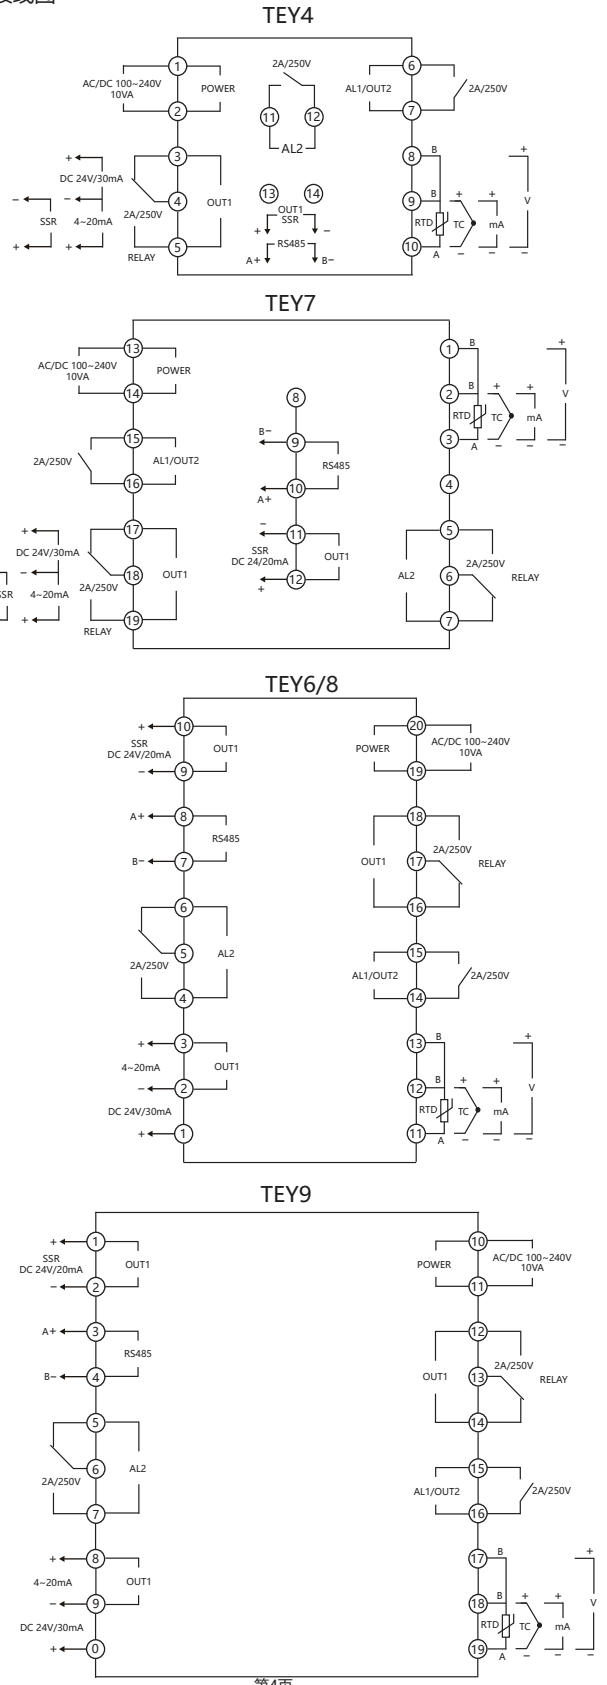 TEY4
1
AC/DC 100~240V
10VA
POWER
2
2A/250V
11
12
AL2
6
AL1/OUT2
2A/250V
7
3
+
DC 24V/30mA
-
-
4
2A/250V
OUT1
SSR
4~20mA
+
+
RELAY
5
13
14
OUT1
SSR
+
-
RS485
A+
B-
8
B
9
B
RTD
10
A
+
TC
-
+
mA
-
+
V
-
TEY7
13
AC/DC 100~240V
10VA
POWER
14
15
2A/250V
AL1/OUT2
16
17
+
DC 24V/30mA
-
18
2A/250V
OUT1
4~20mA
+
19
RELAY
8
B-
9
RS485
10
A+
-
11
SSR
DC 24/20mA
OUT1
12
+
1
B
2
B
RTD
3
A
+
TC
-
+
mA
-
+
V
-
4
5
AL2
6
2A/250V
RELAY
7
TEY6/8
+
10
SSR
DC 24V/20mA
OUT1
-
9
A+
8
RS485
B-
7
6
5
2A/250V
AL2
4
+
3
4~20mA
OUT1
-
2
DC 24V/30mA
+
1
20
POWER
AC/DC 100~240V
10VA
19
18
2A/250V
OUT1
17
RELAY
16
15
AL1/OUT2
2A/250V
14
13
B
12
B
RTD
11
A
+
TC
-
+
mA
-
+
V
-
TEY9
+
1
SSR
DC 24V/20mA
OUT1
-
2
A+
3
RS485
B-
4
5
6
2A/250V
AL2
7
+
8
4~20mA
OUT1
-
9
DC 24V/30mA
+
0
10
POWER
AC/DC 100~240V
10VA
11
12
2A/250V
OUT1
13
RELAY
14
15
AL1/OUT2
2A/250V
16
17
B
18
B
RTD
19
A
+
TC
-
+
mA
-
+
V
-
第4页